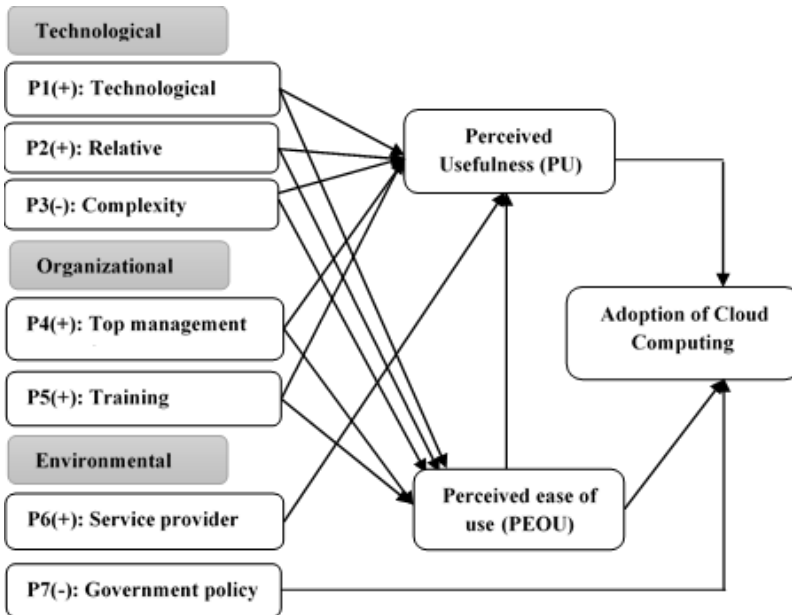 Technological
P1(+): Technological
P2(+): Relative
P3(-): Complexity
Organizational
P4(+): Top management
P5(+): Training
Environmental
P6(+): Service provider
P7(-): Government policy
Perceived
Usefulness (PU)
Perceived ease of
use (PEOU)
Adoption of Cloud
Computing